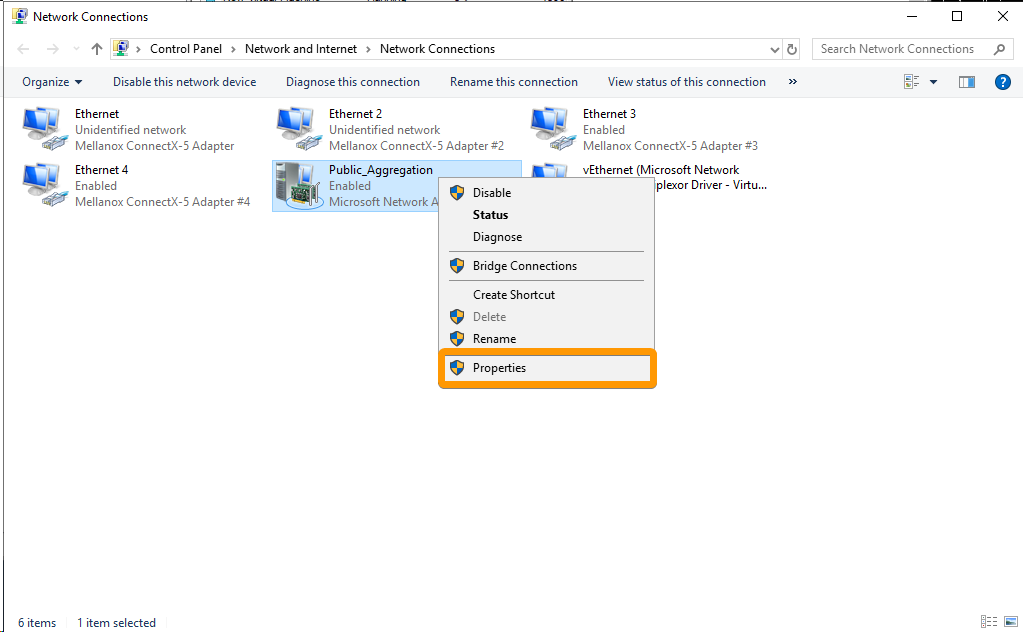 Network Connections
Control Panel > Network and Internet > Network Connections
Search Network Connections
Organize
Disable this network device
Diagnose this connection
Rename this connection
View status of this connection
»
?
Ethernet
Unidentified network
Mellanox ConnectX-5 Adapter
Ethernet 2
Unidentified network
Mellanox ConnectX-5 Adapter #2
Ethernet 3
Enabled
Mellanox ConnectX-5 Adapter #3
Ethernet 4
Enabled
Mellanox ConnectX-5 Adapter #4
Public_Aggregation
Enabled
Microsoft Network A
vEthernet (Microsoft Network
plexor Driver - Virtu...
Disable
Status
Diagnose
Bridge Connections
Create Shortcut
Delete
Rename
Properties
6 items
1 item selected